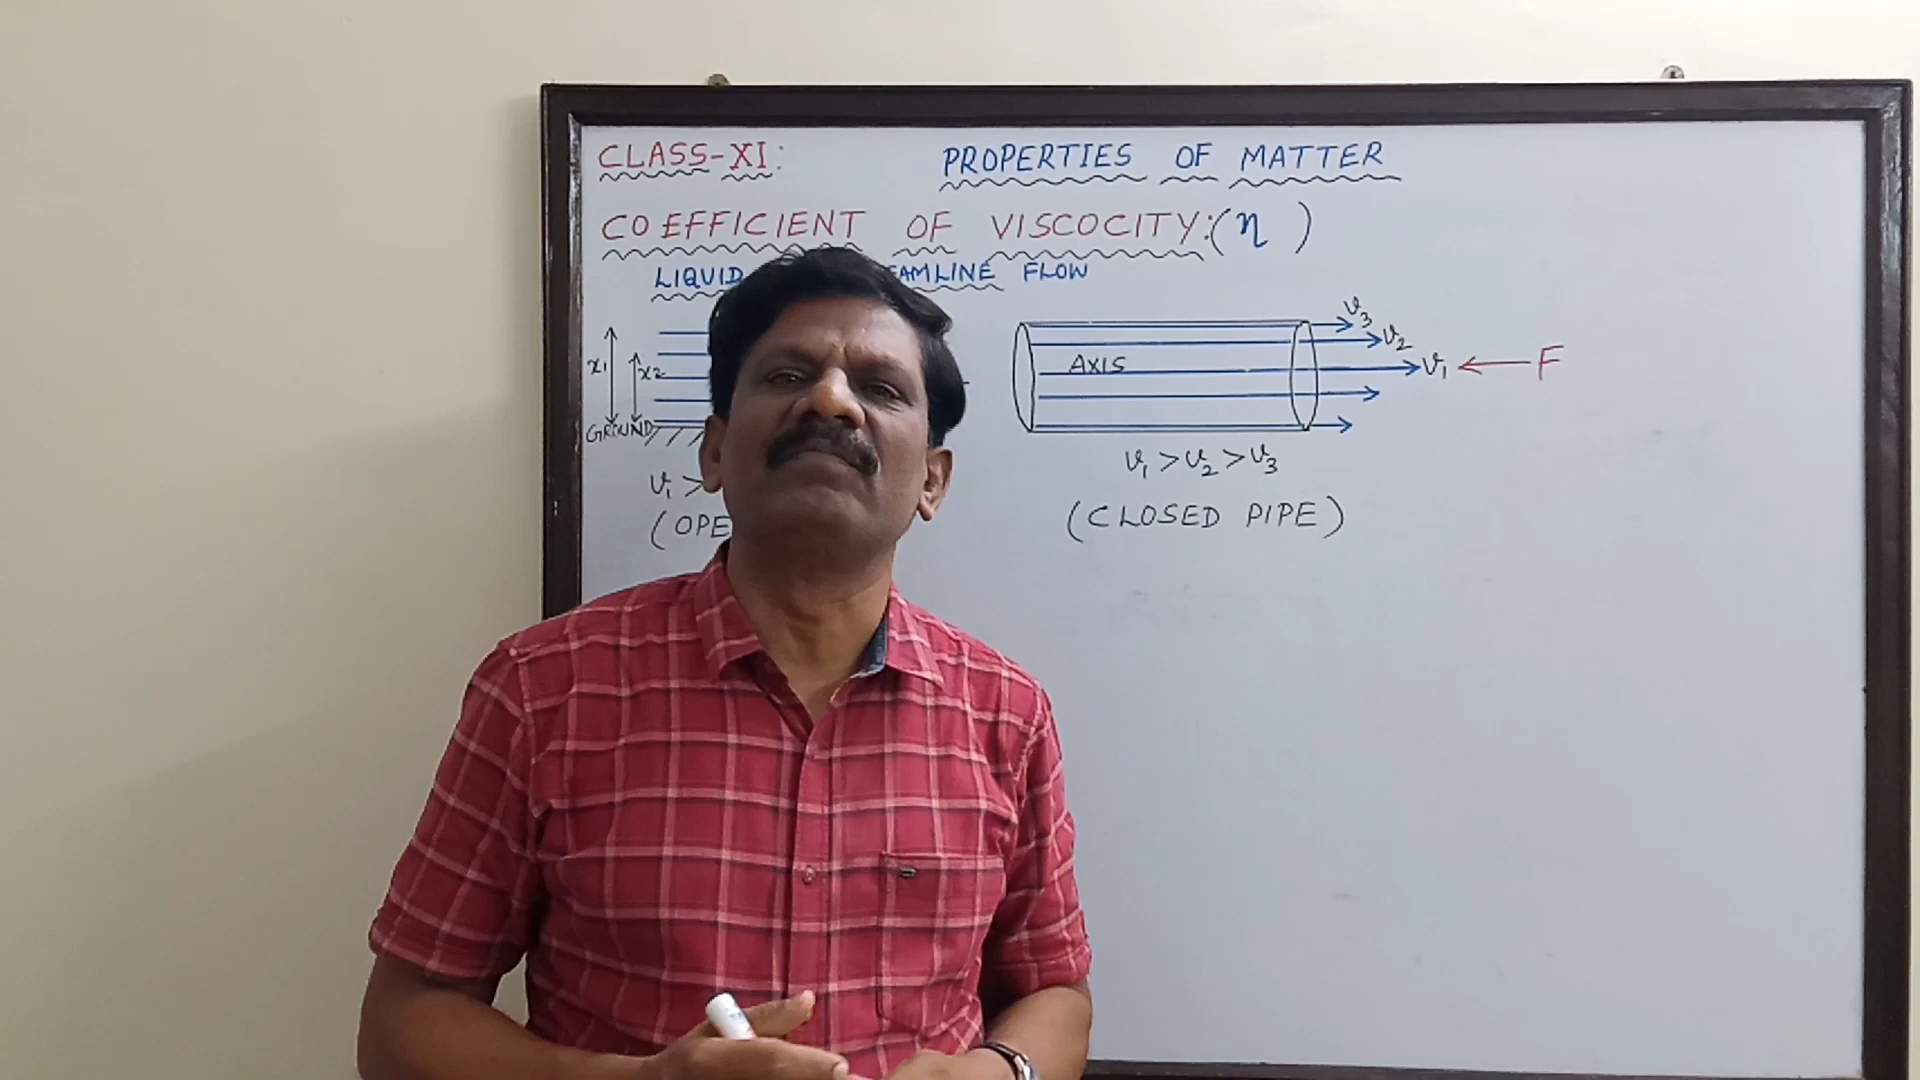 CLASS-XI: PROPERTIES OF MATTER
COEFFICIENT OF VISCOCITY:(η )
LIQUID FLOW
x₁ x₂
GROUND
v₁ >
AXIS
v₃
v₂
v₁ ← F
v₁ > v₂ > v₃
(CLOSED PIPE)